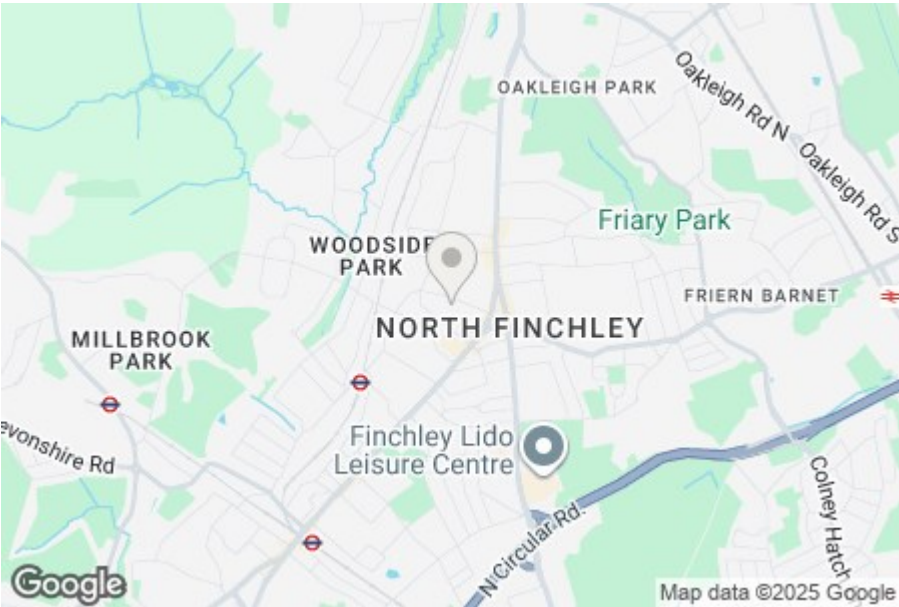 OAKLEIGH PARK
Oakleigh Rd N
Oakleigh Rd S
Friary Park
WOODSIDE
PARK
FRIERN BARNET
NORTH FINCHLEY
MILLBROOK
PARK
evonshire Rd
Finchley Lido
Leisure Centre
N Circular Rd.
Colney Hatch
Google
Map data ©2025 Google